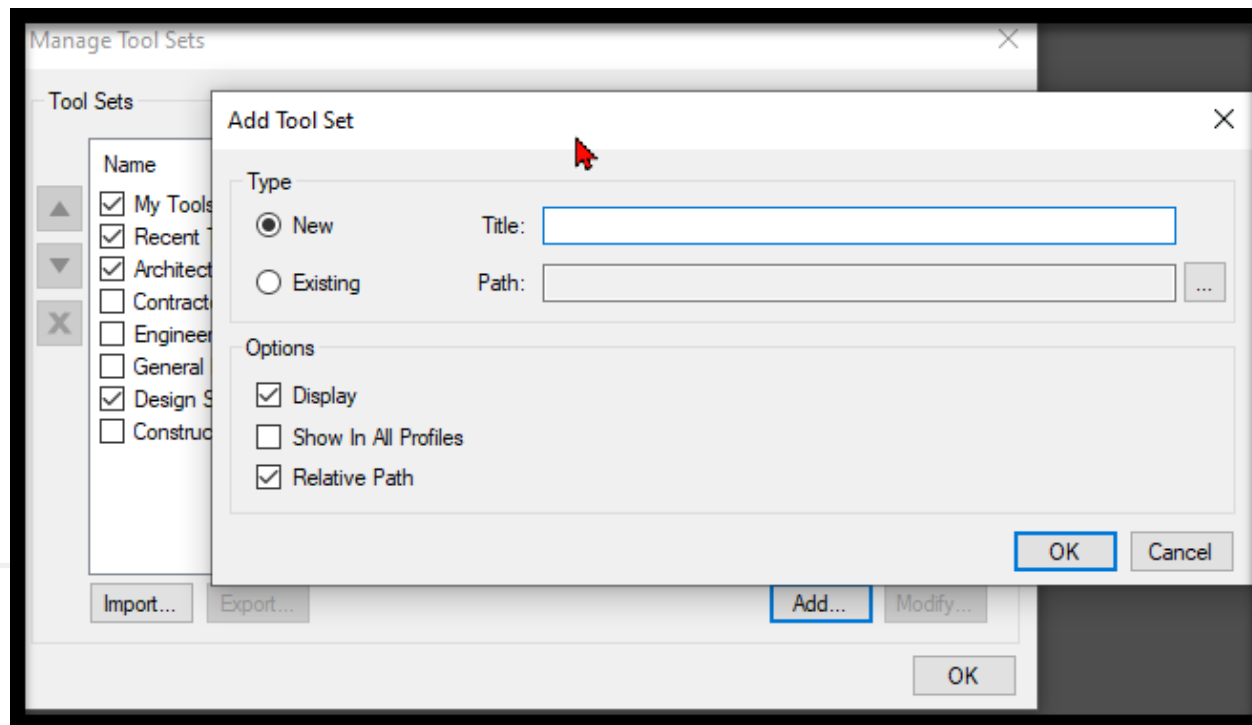 Manage Tool Sets
Tool Sets
Add Tool Set
Name
Type
My Tools
New
Title:
Recent
Architect
Existing
Path:
...
Contract
Engineer
Options
General
Display
Design S
Construc
Show In All Profiles
Relative Path
OK
Cancel
Import...
Export...
Add...
Modify...
OK